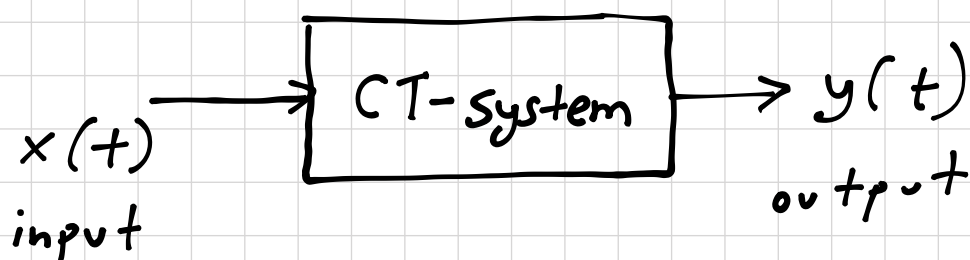 x(t)
input
CT-system
y(t)
output